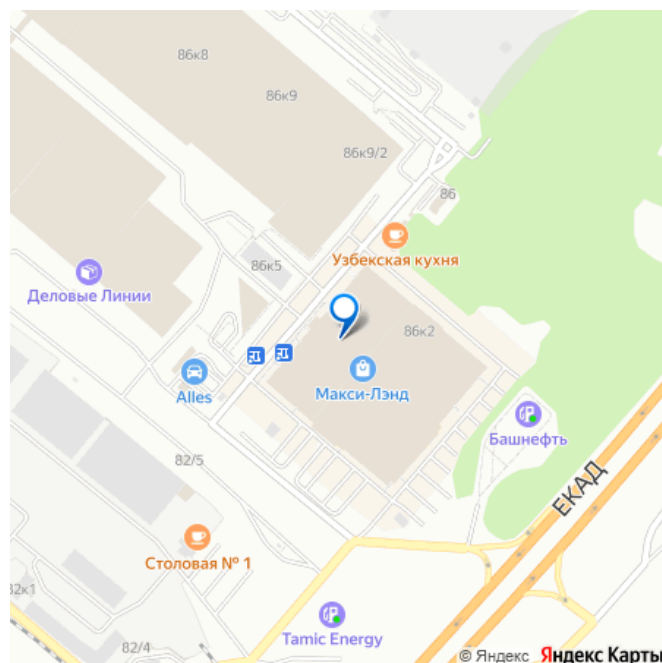 86к8
86к9
86к9/2
86
Узбекская кухня
86к5
Деловые Линии
86к2
Alles
Макси-Лэнд
Башнефть
82/5
ЕКАД
Столовая № 1
82к1
Tamic Energy
82/4
© Яндекс Яндекс Карты